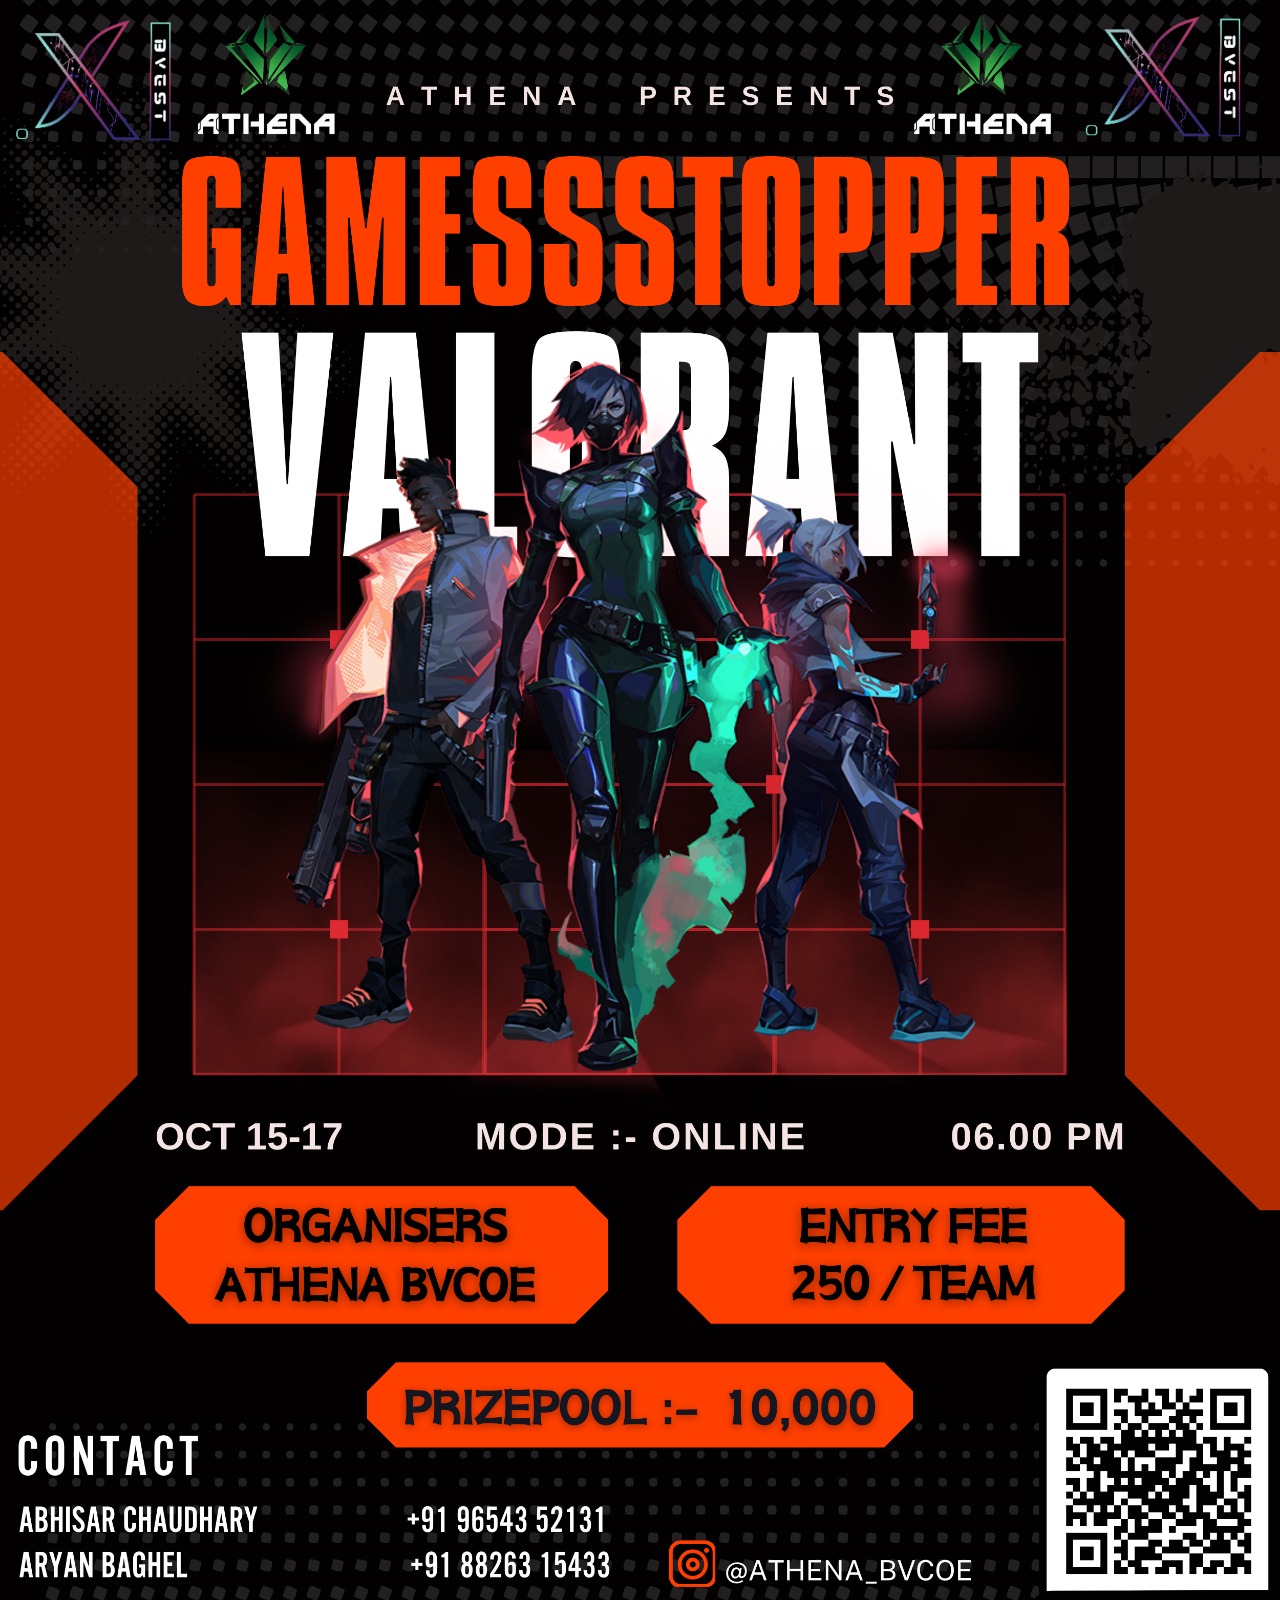 XI BVEST
ATHENA
ATHENA PRESENTS
ATHENA
XI BVEST
GAMESSSTOPPER
VALORANT
OCT 15-17 MODE :- ONLINE 06.00 PM
ORGANISERS
ATHENA BVCOE
ENTRY FEE
250 / TEAM
PRIZEPOOL :- 10,000
CONTACT
ABHISAR CHAUDHARY +91 96543 52131
ARYAN BAGHEL +91 88263 15433
@ATHENA_BVCOE